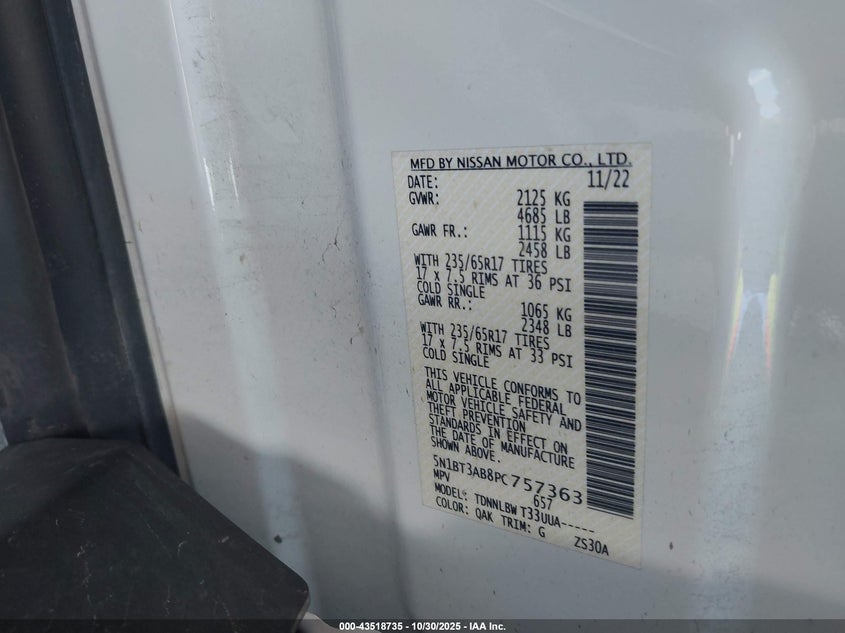 MFD BY NISSAN MOTOR CO., LTD.
DATE: 11/22
GVWR: 2125 KG
4685 LB
GAWR FR.: 1115 KG
2458 LB
WITH 235/65R17 TIRES
17 x 7.5 RIMS AT 36 PSI
COLD SINGLE
GAWR RR.: 1065 KG
2348 LB
WITH 235/65R17 TIRES
17 x 7.5 RIMS AT 33 PSI
COLD SINGLE
THIS VEHICLE CONFORMS TO
ALL APPLICABLE FEDERAL
MOTOR VEHICLE SAFETY AND
THEFT PREVENTION
STANDARDS IN EFFECT ON
THE DATE OF MANUFACTURE
SHOWN ABOVE.
5N1BT3AB8PC757363
MPV 657
MODEL: TDNNLBW T33UUA-----
COLOR: QAK TRIM: G ZS30A
000-43518735 - 10/30/2025 - IAA Inc.